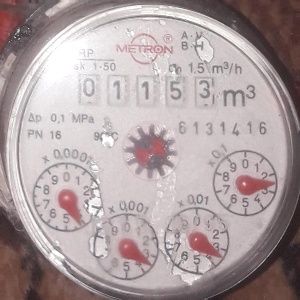 METRON ®
A-V
B-H
Qn 1.5 m³/h
01153 m³
Δp 0,1 MPa
PN 16
6131416
x 0,0001
x 0,1
x 0,001
x 0,01